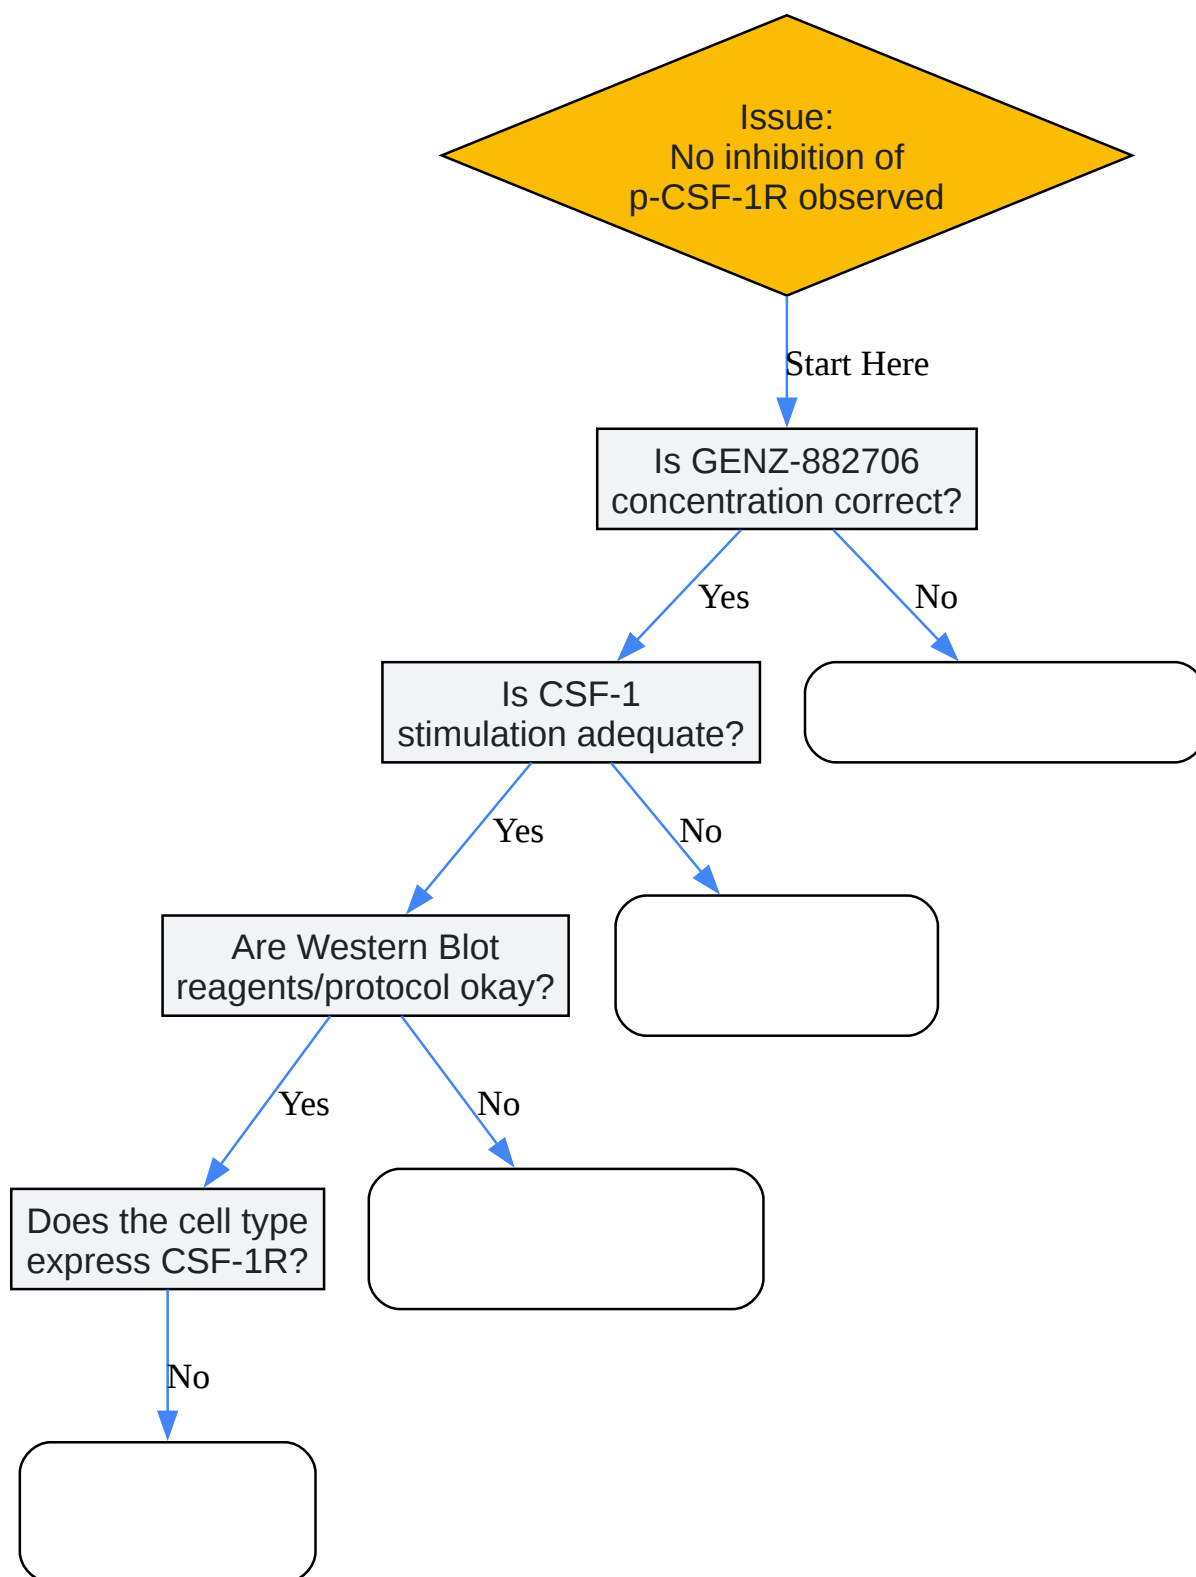 Issue:
No inhibition of
p-CSF-1R observed
Start Here
Is GENZ-882706
concentration correct?
Yes
No
Is CSF-1
stimulation adequate?
Yes
No
Are Western Blot
reagents/protocol okay?
Yes
No
Does the cell type
express CSF-1R?
No